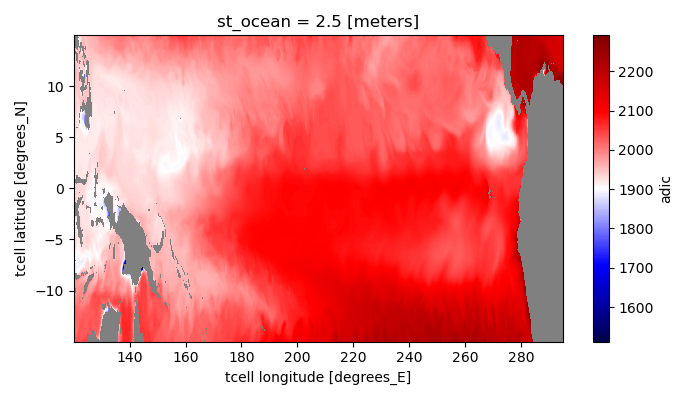 st_ocean = 2.5 [meters]
10
5
0
−5
−10
tcell latitude [degrees_N]
140 160 180 200 220 240 260 280
tcell longitude [degrees_E]
2200
2100
2000
1900
1800
1700
1600
adic